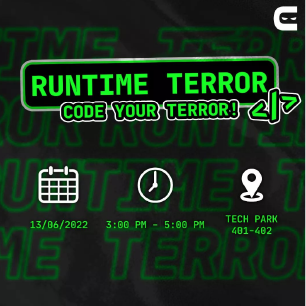 RUNTIME TERROR
CODE YOUR TERROR!
</>
13/06/2022
3:00 PM - 5:00 PM
TECH PARK
401-402